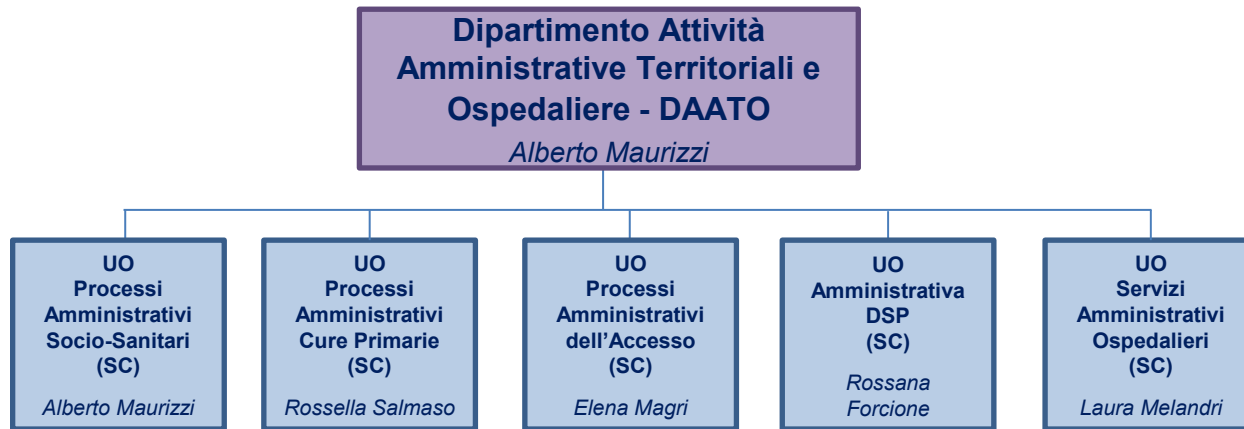 Dipartimento Attività
Amministrative Territoriali e
Ospedaliere - DAATO
Alberto Maurizzi
UO
Processi
Amministrativi
Socio-Sanitari
(SC)
Alberto Maurizzi
UO
Processi
Amministrativi
Cure Primarie
(SC)
Rossella Salmaso
UO
Processi
Amministrativi
dell’Accesso
(SC)
Elena Magri
UO
Amministrativa
DSP
(SC)
Rossana
Forcione
UO
Servizi
Amministrativi
Ospedalieri
(SC)
Laura Melandri